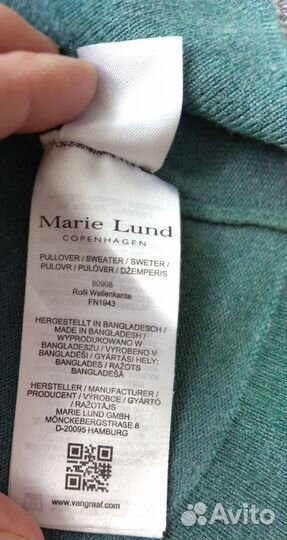 Marie Lund
COPENHAGEN
PULLOVER / SWEATER / SWETER /
PULOVR / PULÓVER / DŽEMPERIS
80908
Rolli Wellenkante
FN1943
HERGESTELLT IN BANGLADESCH /
MADE IN BANGLADESH /
WYPRODUKOWANO W
BANGLADESZU / VYROBENO V
BANGLADÉŠI / GYÁRTÁSI HELY:
BANGLADES / RAŽOTS
BANGLADEŠĀ
HERSTELLER / MANUFACTURER /
PRODUCENT / VÝROBCE / GYÁRTÓ
/ RAŽOTĀJS
MARIE LUND GMBH
MÖNCKEBERGSTRASSE 8
D-20095 HAMBURG
www.vangraaf.com
Avito